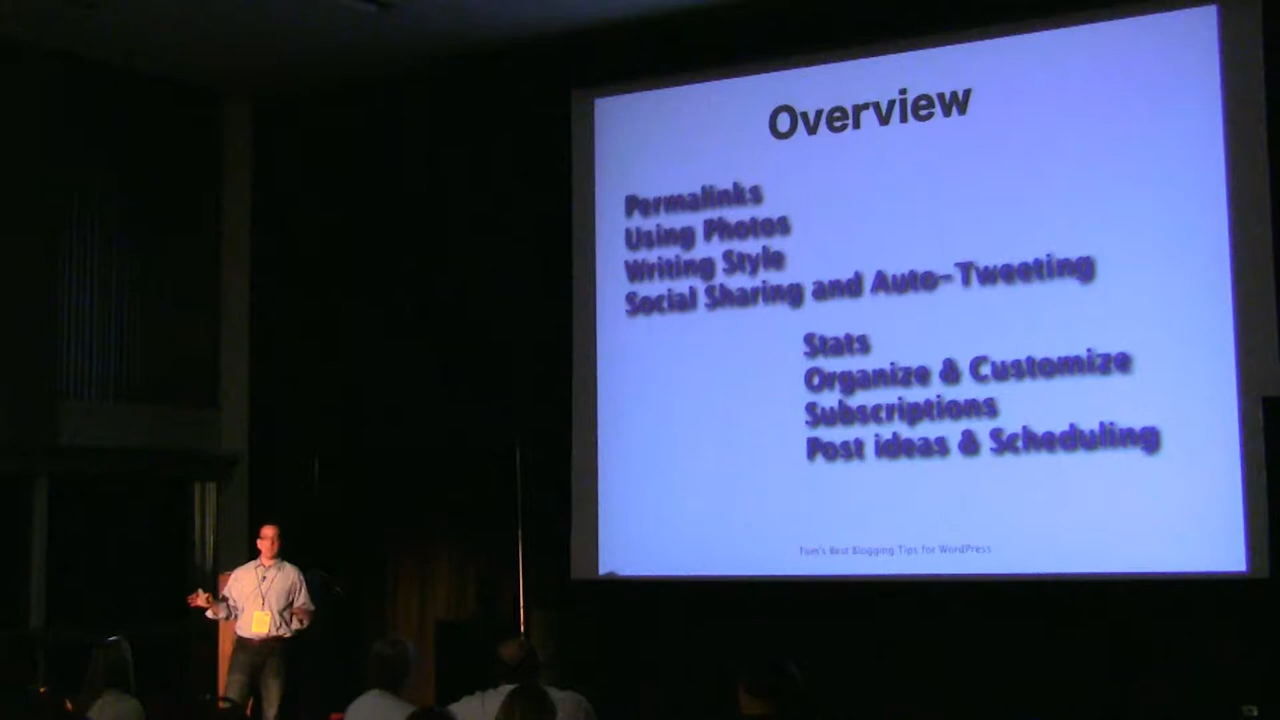 Overview
Permalinks
Using Photos
Writing Style
Social Sharing and Auto-Tweeting
Stats
Organize & Customize
Subscriptions
Post ideas & Scheduling
Tom's Best Blogging Tips for WordPress